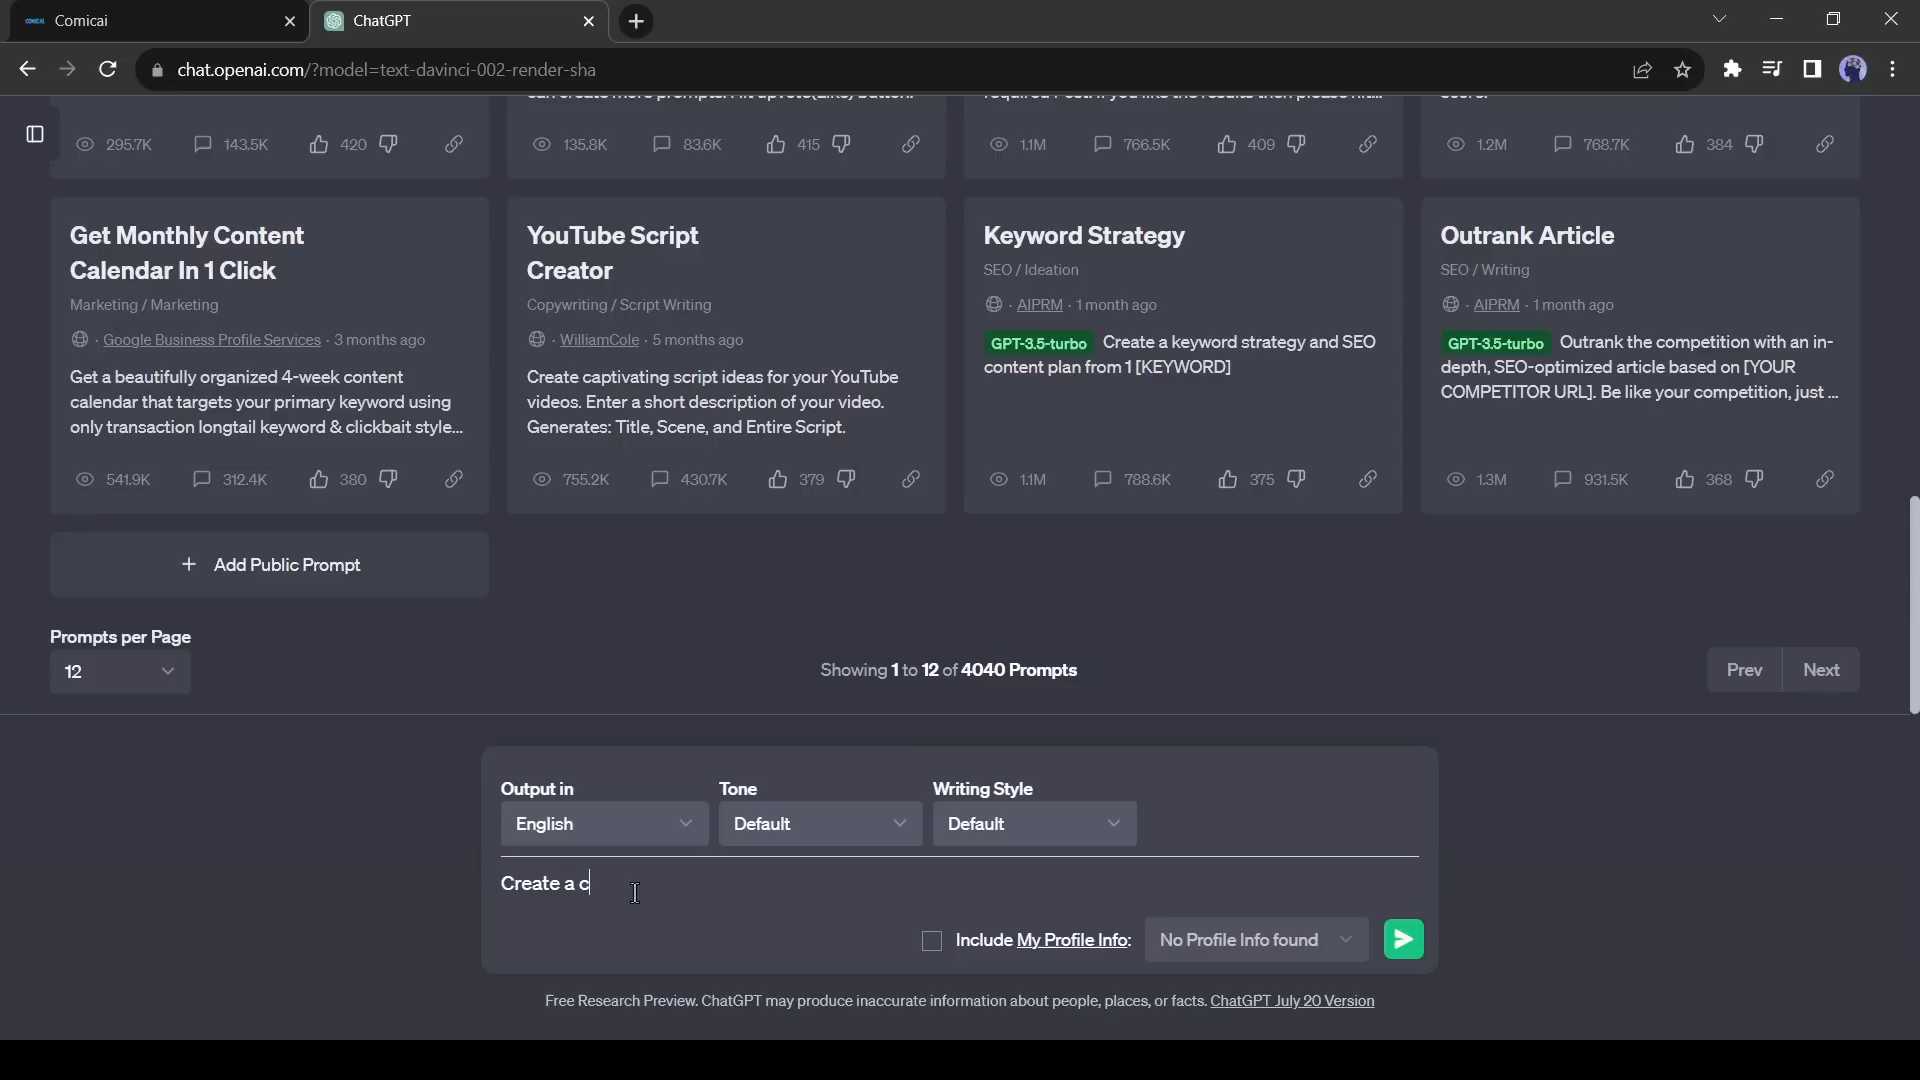 COMICAI Comicai
ChatGPT
chat.openai.com/?model=text-davinci-002-render-sha
295.7K 143.5K 420
135.8K 83.6K 415
1.1M 766.5K 409
1.2M 768.7K 384
Get Monthly Content
Calendar In 1 Click
Marketing / Marketing
· Google Business Profile Services · 3 months ago
Get a beautifully organized 4-week content
calendar that targets your primary keyword using
only transaction longtail keyword & clickbait style...
541.9K 312.4K 380
YouTube Script
Creator
Copywriting / Script Writing
· WilliamCole · 5 months ago
Create captivating script ideas for your YouTube
videos. Enter a short description of your video.
Generates: Title, Scene, and Entire Script.
755.2K 430.7K 379
Keyword Strategy
SEO / Ideation
· AIPRM · 1 month ago
GPT-3.5-turbo Create a keyword strategy and SEO
content plan from 1 [KEYWORD]
1.1M 788.6K 375
Outrank Article
SEO / Writing
· AIPRM · 1 month ago
GPT-3.5-turbo Outrank the competition with an in-
depth, SEO-optimized article based on [YOUR
COMPETITOR URL]. Be like your competition, just ...
1.3M 931.5K 368
+ Add Public Prompt
Prompts per Page
12
Showing 1 to 12 of 4040 Prompts
Prev Next
Output in Tone Writing Style
English Default Default
Create a c
Include My Profile Info: No Profile Info found
Free Research Preview. ChatGPT may produce inaccurate information about people, places, or facts. ChatGPT July 20 Version